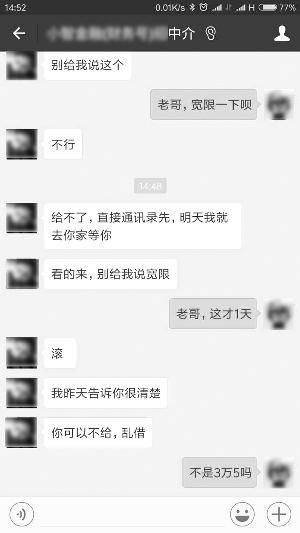 14:52
0.01K/s
H
77%
中介
别给我说这个
老哥，宽限一下呗
不行
14:48
给不了，直接通讯录先，明天我就
去你家等你
看的来，别给我说宽限
老哥，这才1天
滚
我昨天告诉你很清楚
你可以不给，乱借
不是3万5吗